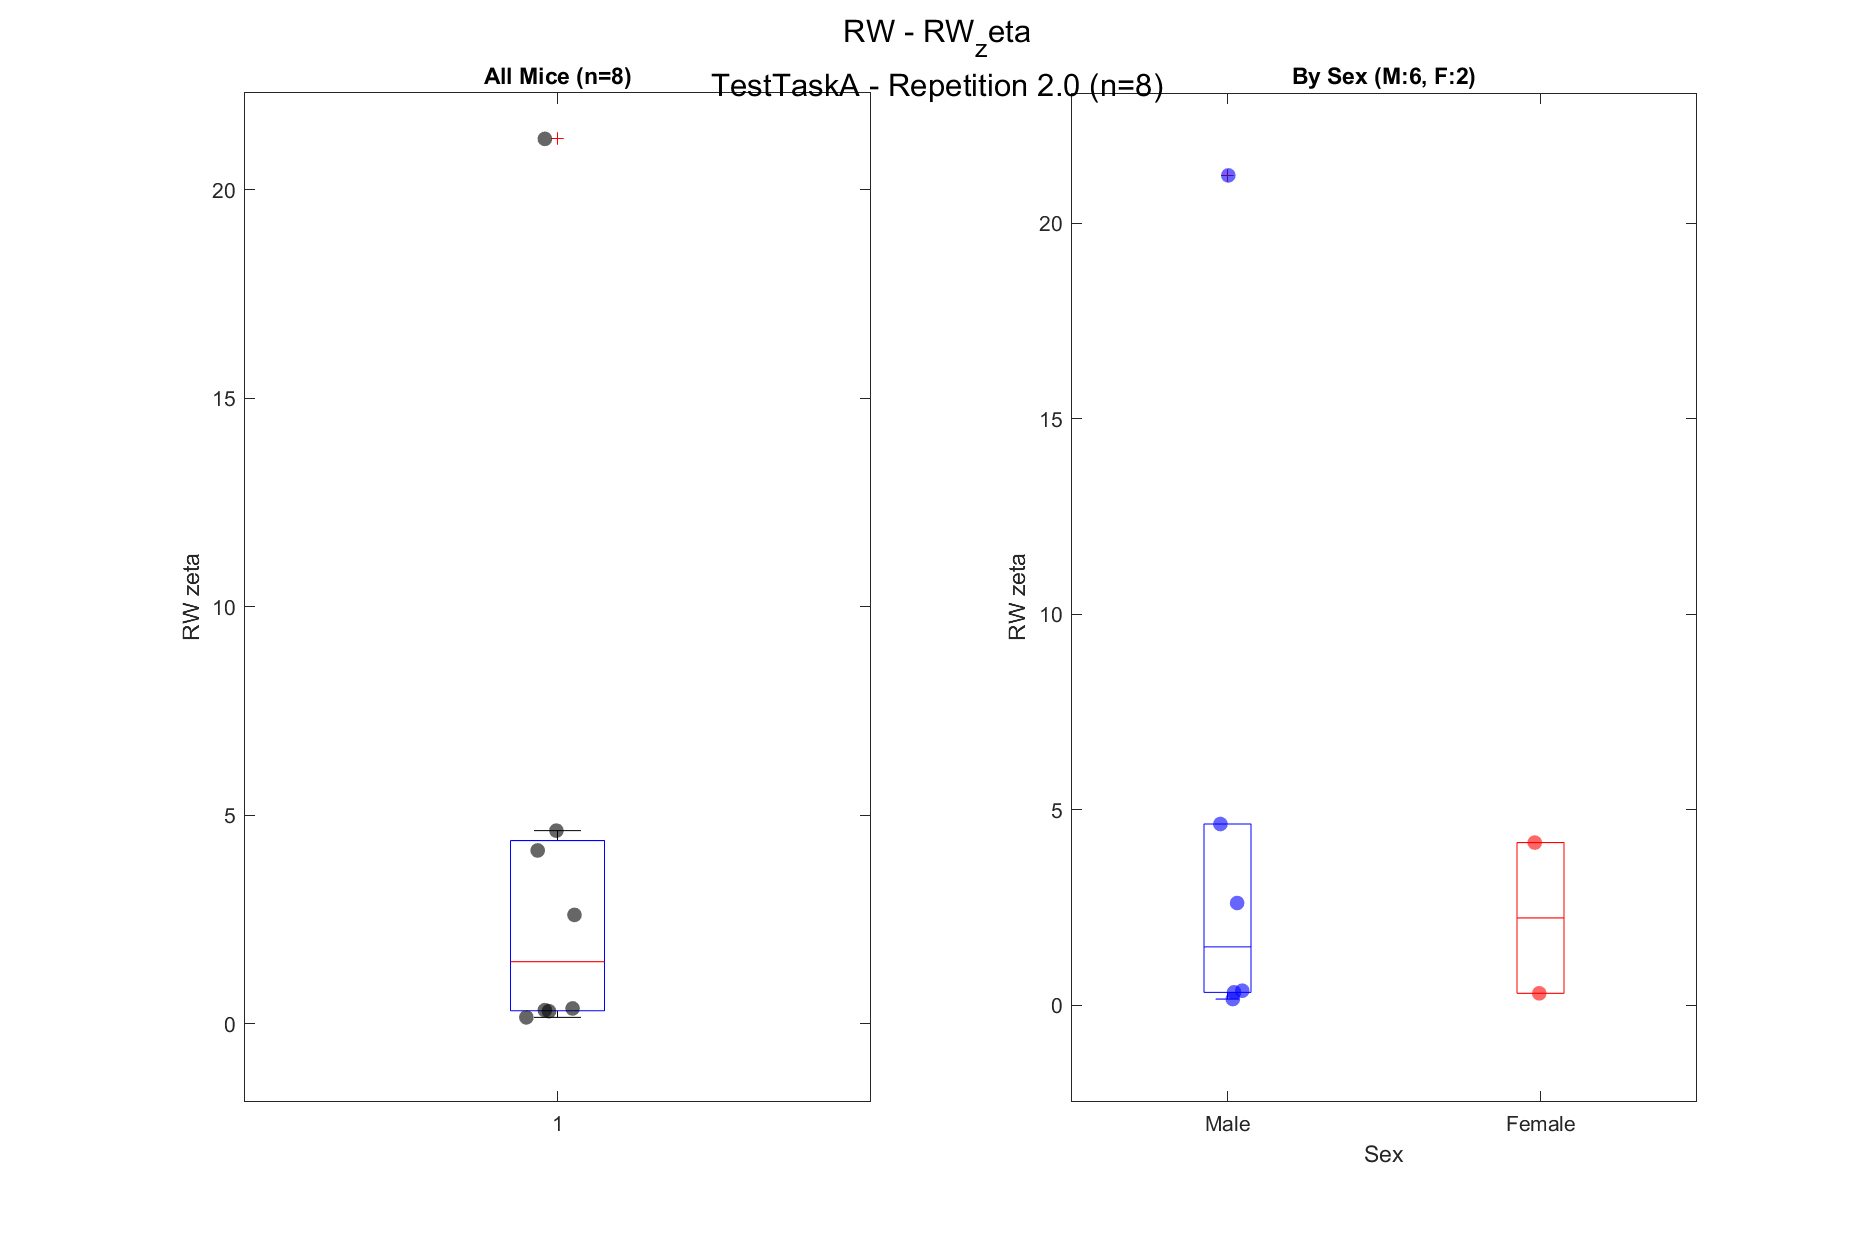 RW - RW_zeta
TestTaskA - Repetition 2.0 (n=8)
All Mice (n=8)
RW zeta
20
15
10
5
0
1
By Sex (M:6, F:2)
RW zeta
20
15
10
5
0
Male
Female
Sex